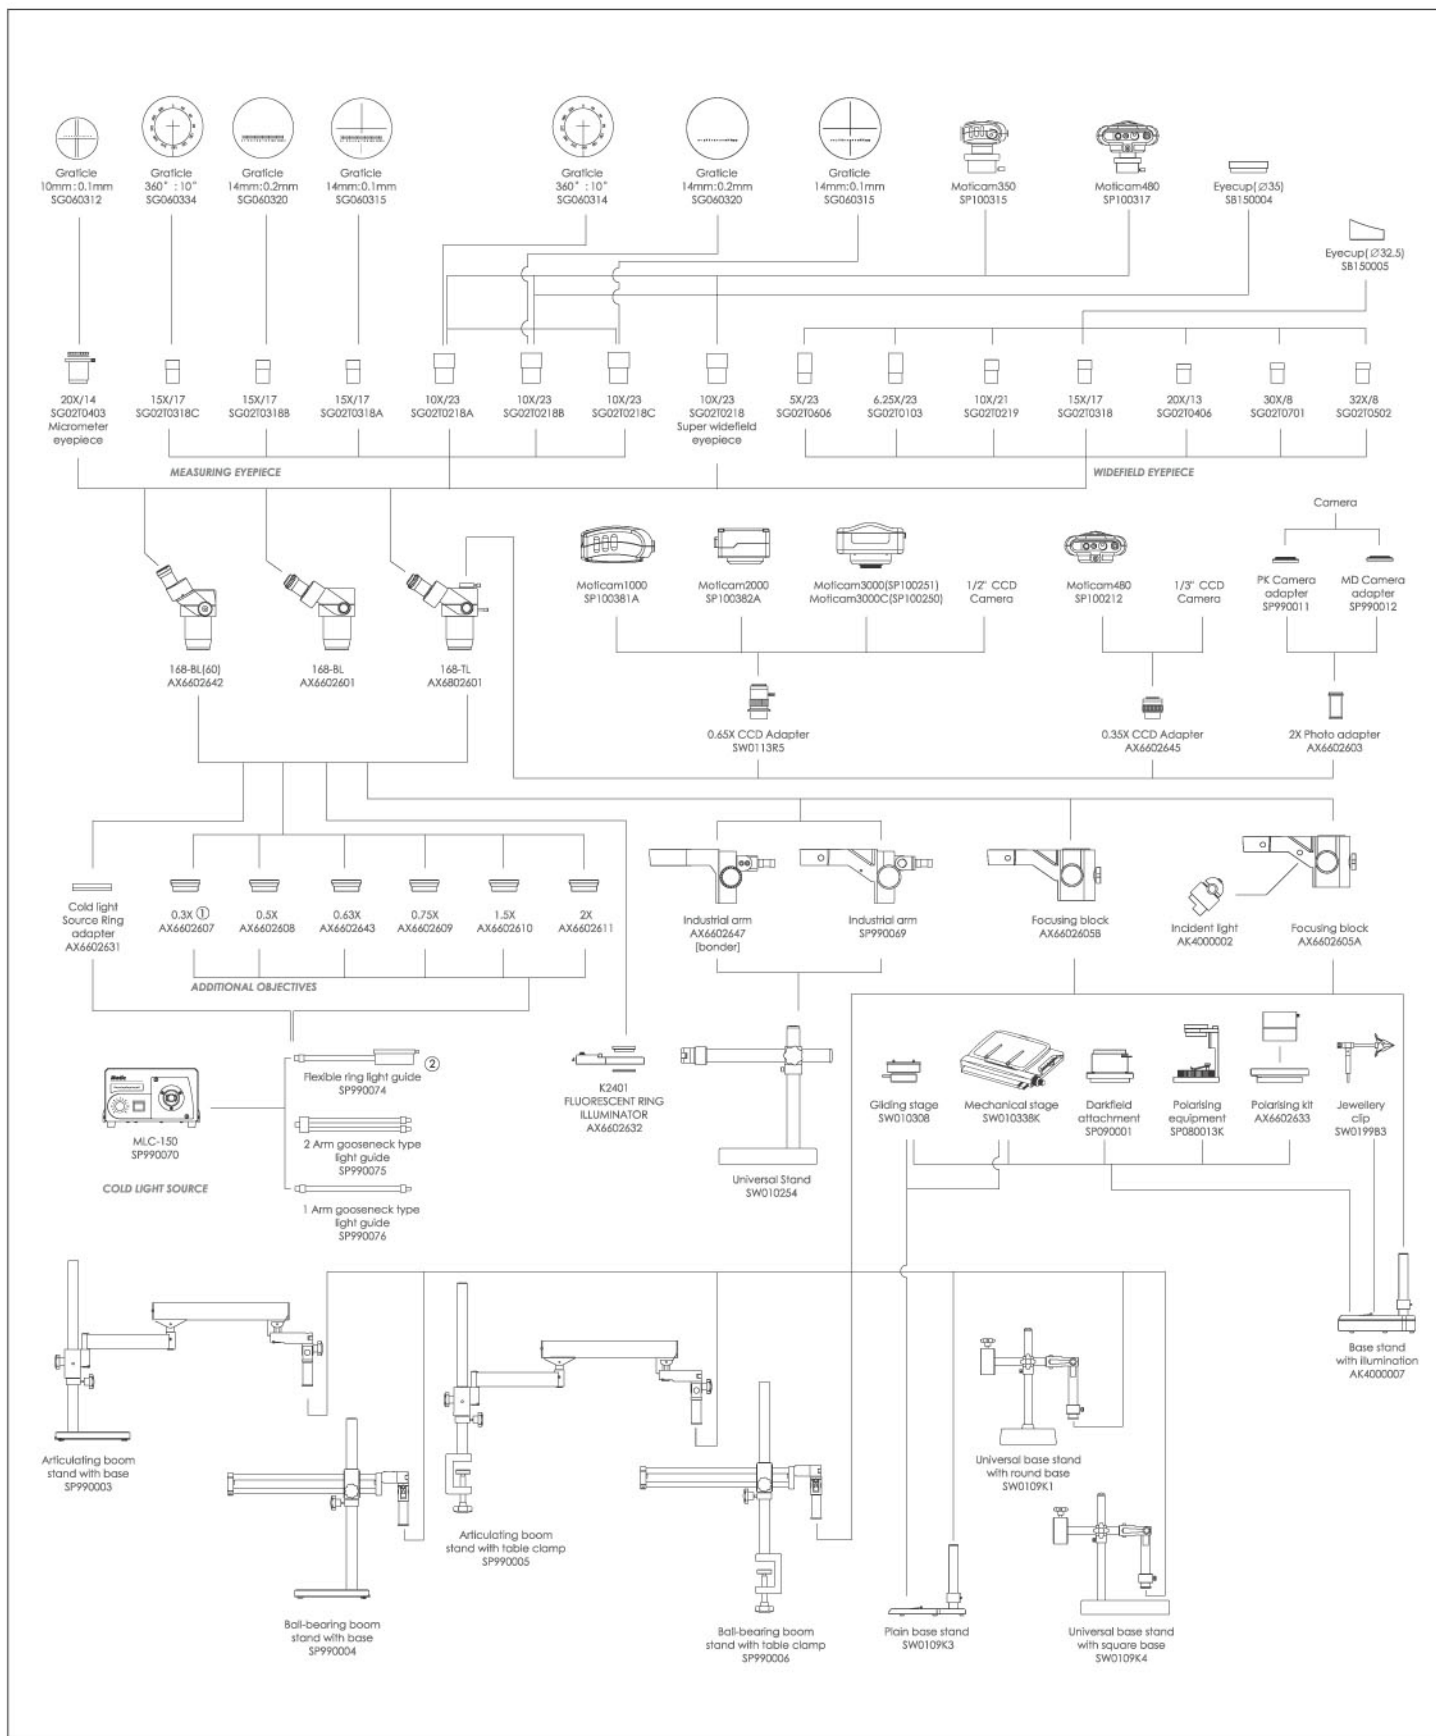 Graticle
10mm:0.1mm
SG060312
Graticle
360° :10"
SG060334
Graticle
14mm:0.2mm
SG060320
Graticle
14mm:0.1mm
SG060315
Graticle
360° :10"
SG060314
Graticle
14mm:0.2mm
SG060320
Graticle
14mm:0.1mm
SG060315
Moticam350
SP100315
Moticam480
SP100317
Eyecup(∅35)
SB150004
Eyecup(∅32.5)
SB150005
20X/14
SG02T0403
Micrometer
eyepiece
15X/17
SG02T0318C
15X/17
SG02T0318B
15X/17
SG02T0318A
10X/23
SG02T0218A
10X/23
SG02T0218B
10X/23
SG02T0218C
10X/23
SG02T0218
Super widefield
eyepiece
5X/23
SG02T0606
6.25X/23
SG02T0103
10X/21
SG02T0219
15X/17
SG02T0318
20X/13
SG02T0406
30X/8
SG02T0701
32X/8
SG02T0502
MEASURING EYEPIECE
WIDEFIELD EYEPIECE
168-BL(60)
AX6602642
168-BL
AX6602601
168-TL
AX6802601
Moticam1000
SP100381A
Moticam2000
SP100382A
Moticam3000(SP100251)
Moticam3000C(SP100250)
1/2" CCD
Camera
Moticam480
SP100212
1/3" CCD
Camera
Camera
PK Camera
adapter
SP990011
MD Camera
adapter
SP990012
0.65X CCD Adapter
SW0113R5
0.35X CCD Adapter
AX6602645
2X Photo adapter
AX6602603
Cold light
Source Ring
adapter
AX6602631
0.3X ①
AX6602607
0.5X
AX6602608
0.63X
AX6602643
0.75X
AX6602609
1.5X
AX6602610
2X
AX6602611
ADDITIONAL OBJECTIVES
Industrial arm
AX6602647
[bonder]
Industrial arm
SP990069
Focusing block
AX6602605B
Incident light
AK4000002
Focusing block
AX6602605A
MLC-150
SP990070
COLD LIGHT SOURCE
②
Flexible ring light guide
SP990074
2 Arm gooseneck type
light guide
SP990075
1 Arm gooseneck type
light guide
SP990076
K2401
FLUORESCENT RING
ILLUMINATOR
AX6602632
Universal Stand
SW010254
Gliding stage
SW010308
Mechanical stage
SW010338K
Darkfield
attachment
SP090001
Polarising
equipment
SP080013K
Polarising kit
AX6602633
Jewellery
clip
SW0199B3
Base stand
with illumination
AK4000007
Articulating boom
stand with base
SP990003
Ball-bearing boom
stand with base
SP990004
Articulating boom
stand with table clamp
SP990005
Ball-bearing boom
stand with table clamp
SP990006
Plain base stand
SW0109K3
Universal base stand
with round base
SW0109K1
Universal base stand
with square base
SW0109K4